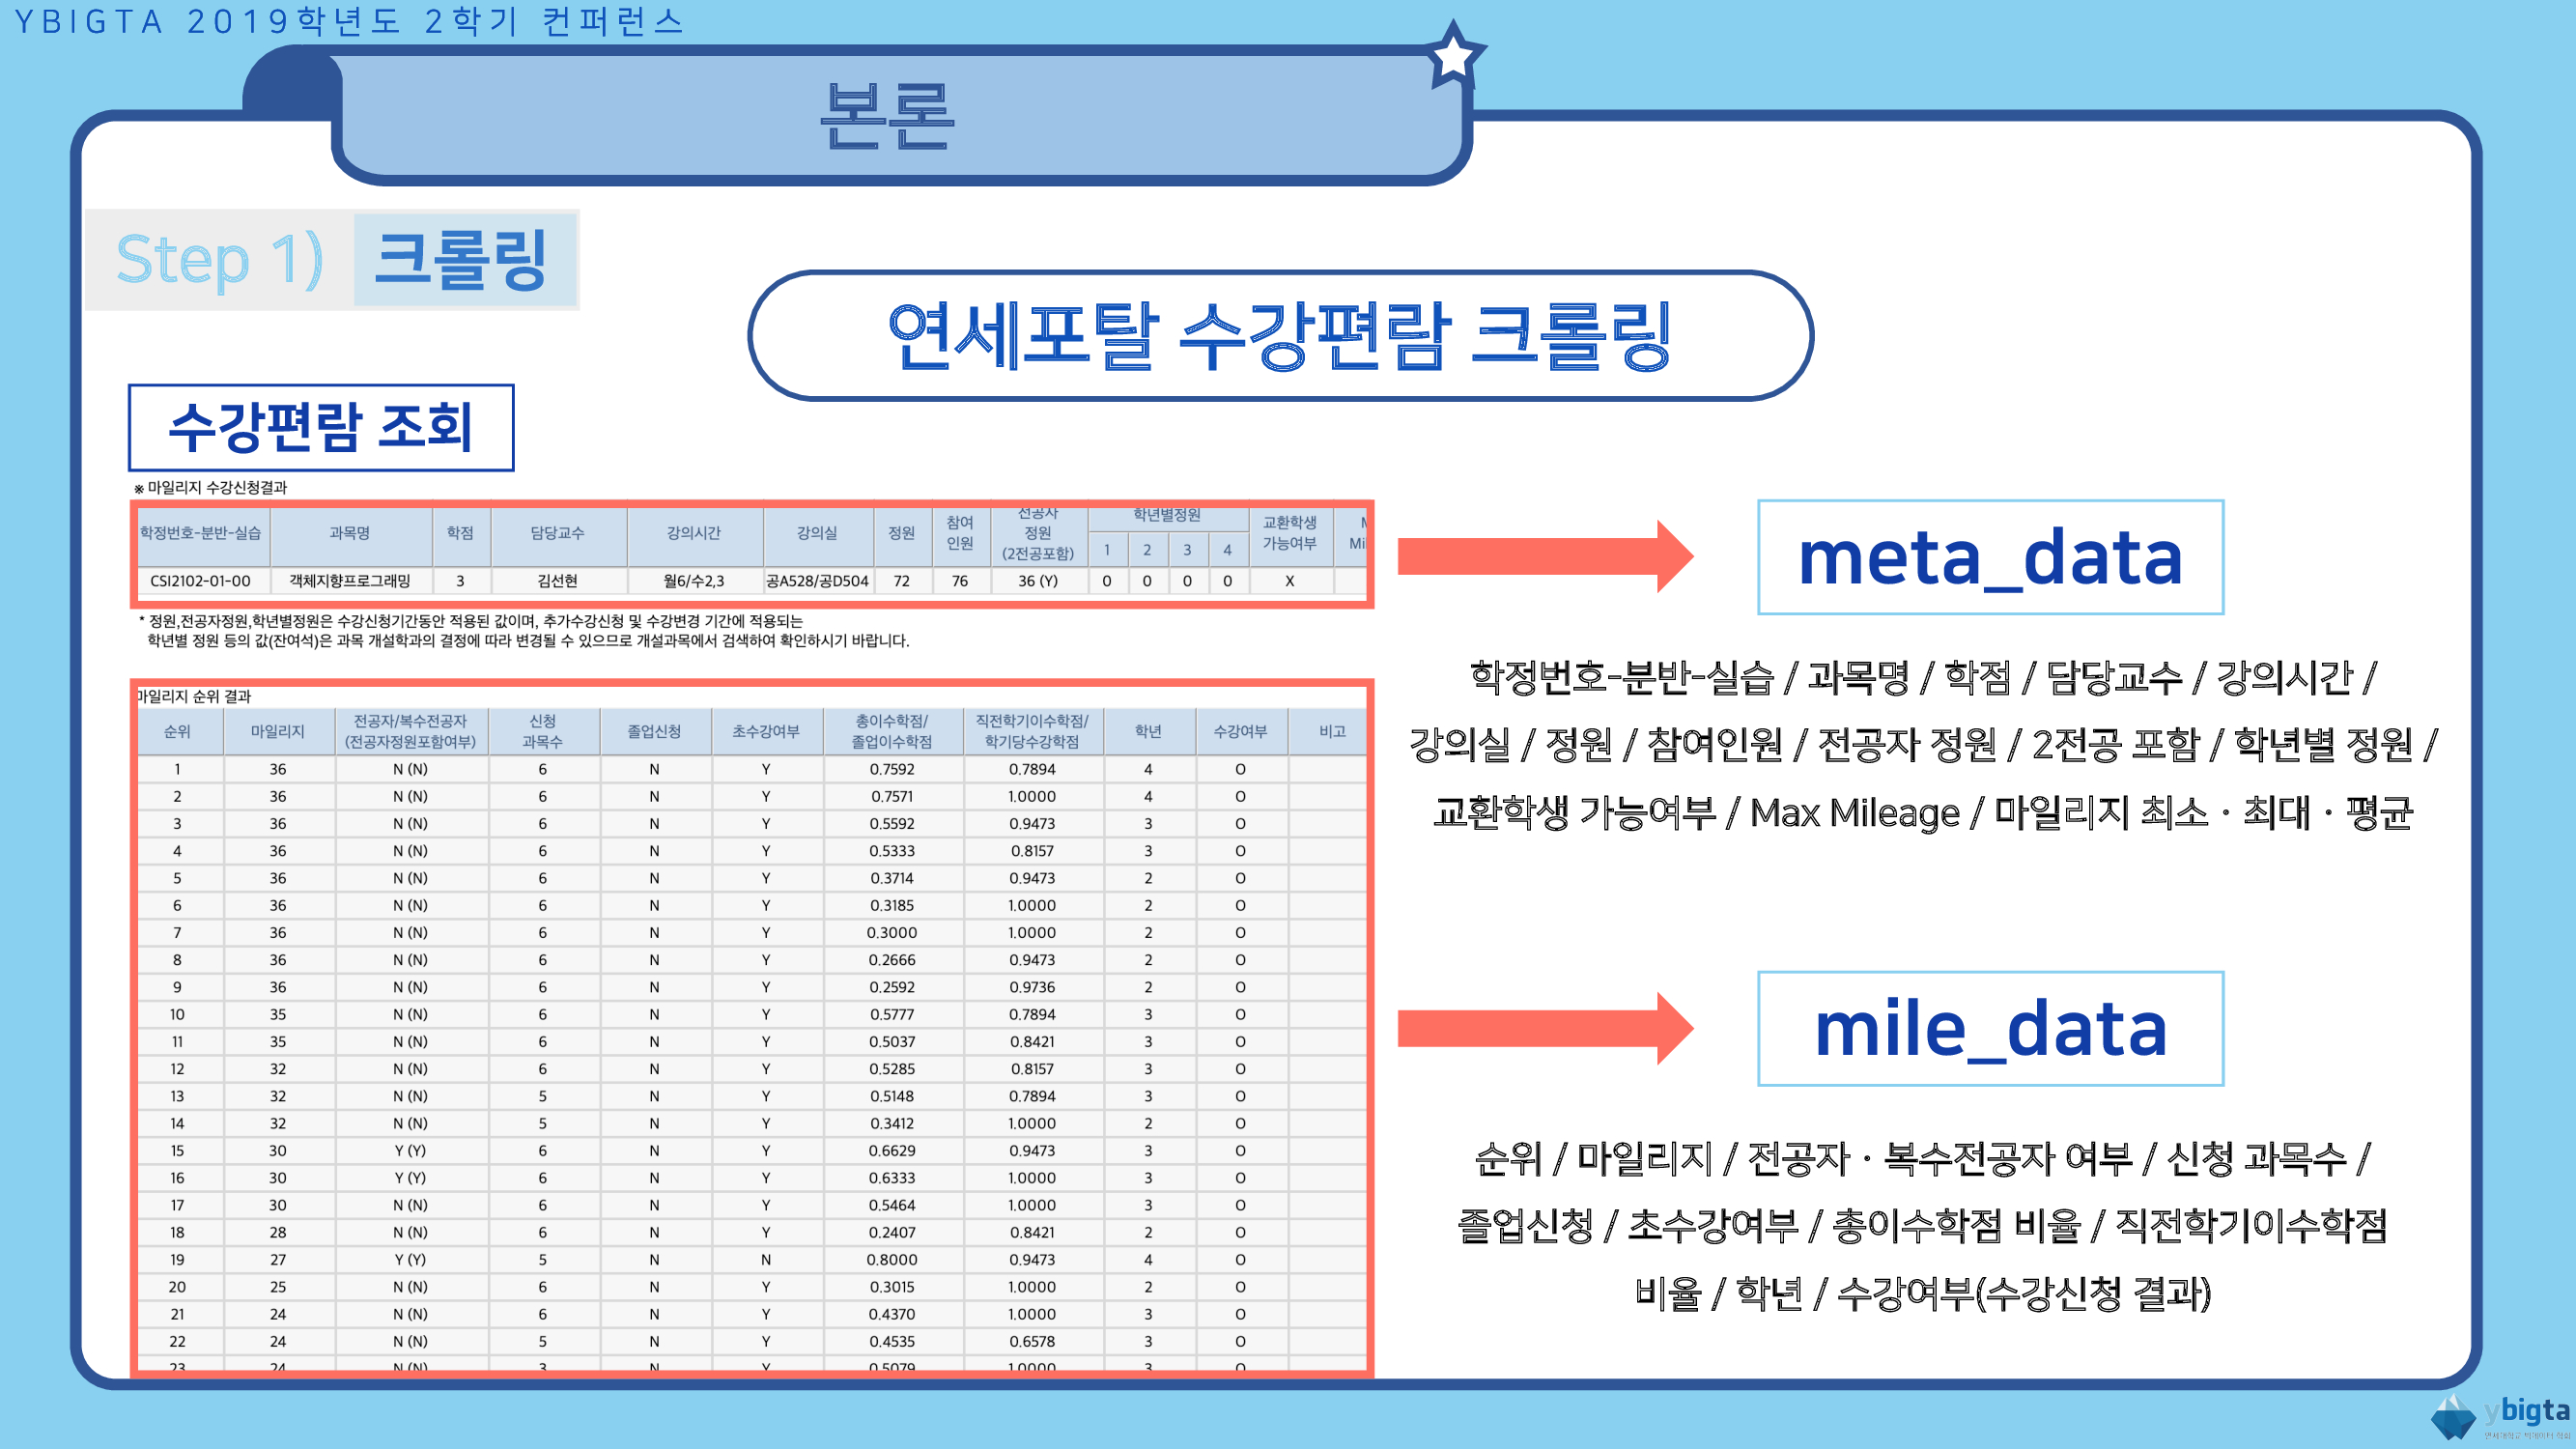 YBIGTA 2019학년도 2학기 컨퍼런스
본론
Step 1) 크롤링
연세포탈 수강편람 크롤링
수강편람 조회
※ 마일리지 수강신청결과
학정번호-분반-실습 과목명 학점 담당교수 강의시간 강의실 정원 참여 인원 전공자 정원 (2전공포함) 학년별정원 1 2 3 4 교환학생 가능여부
CSI2102-01-00 객체지향프로그래밍 3 김선현 월6/수2,3 공A528/공D504 72 76 36 (Y) 0 0 0 0 X
* 정원,전공자정원,학년별정원은 수강신청기간동안 적용된 값이며, 추가수강신청 및 수강변경 기간에 적용되는
학년별 정원 등의 값(잔여석)은 과목 개설학과의 결정에 따라 변경될 수 있으므로 개설과목에서 검색하여 확인하시기 바랍니다.
마일리지 순위 결과
순위 마일리지 전공자/복수전공자 (전공자정원포함여부) 신청 과목수 졸업신청 초수강여부 총이수학점/ 졸업이수학점 직전학기이수학점/ 학기당수강학점 학년 수강여부 비고
1 36 N (N) 6 N Y 0.7592 0.7894 4 O
2 36 N (N) 6 N Y 0.7571 1.0000 4 O
3 36 N (N) 6 N Y 0.5592 0.9473 3 O
4 36 N (N) 6 N Y 0.5333 0.8157 3 O
5 36 N (N) 6 N Y 0.3714 0.9473 2 O
6 36 N (N) 6 N Y 0.3185 1.0000 2 O
7 36 N (N) 6 N Y 0.3000 1.0000 2 O
8 36 N (N) 6 N Y 0.2666 0.9473 2 O
9 36 N (N) 6 N Y 0.2592 0.9736 2 O
10 35 N (N) 6 N Y 0.5777 0.7894 3 O
11 35 N (N) 6 N Y 0.5037 0.8421 3 O
12 32 N (N) 6 N Y 0.5285 0.8157 3 O
13 32 N (N) 5 N Y 0.5148 0.7894 3 O
14 32 N (N) 5 N Y 0.3412 1.0000 2 O
15 30 Y (Y) 6 N Y 0.6629 0.9473 3 O
16 30 Y (Y) 6 N Y 0.6333 1.0000 3 O
17 30 N (N) 6 N Y 0.5464 1.0000 3 O
18 28 N (N) 6 N Y 0.2407 0.8421 2 O
19 27 Y (Y) 5 N N 0.8000 0.9473 4 O
20 25 N (N) 6 N Y 0.3015 1.0000 2 O
21 24 N (N) 6 N Y 0.4370 1.0000 3 O
22 24 N (N) 5 N Y 0.4535 0.6578 3 O
23 24 N (N) 3 N Y 0.5079 1.0000 3 O
meta_data
학정번호-분반-실습 / 과목명 / 학점 / 담당교수 / 강의시간 /
강의실 / 정원 / 참여인원 / 전공자 정원 / 2전공 포함 / 학년별 정원 /
교환학생 가능여부 / Max Mileage / 마일리지 최소 · 최대 · 평균
mile_data
순위 / 마일리지 / 전공자 · 복수전공자 여부 / 신청 과목수 /
졸업신청 / 초수강여부 / 총이수학점 비율 / 직전학기이수학점
비율 / 학년 / 수강여부(수강신청 결과)
ybigta